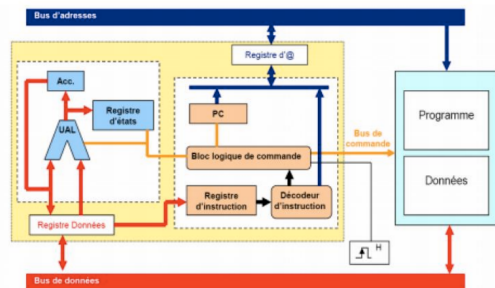 Bus d'adresses
Registre d'@
Acc.
Registre
d'états
UAL
PC
Bus de
commande
Programme
Bloc logique de commande
Données
Registre
d'instruction
Décodeur
d'instruction
Registre Données
H
Bus de données